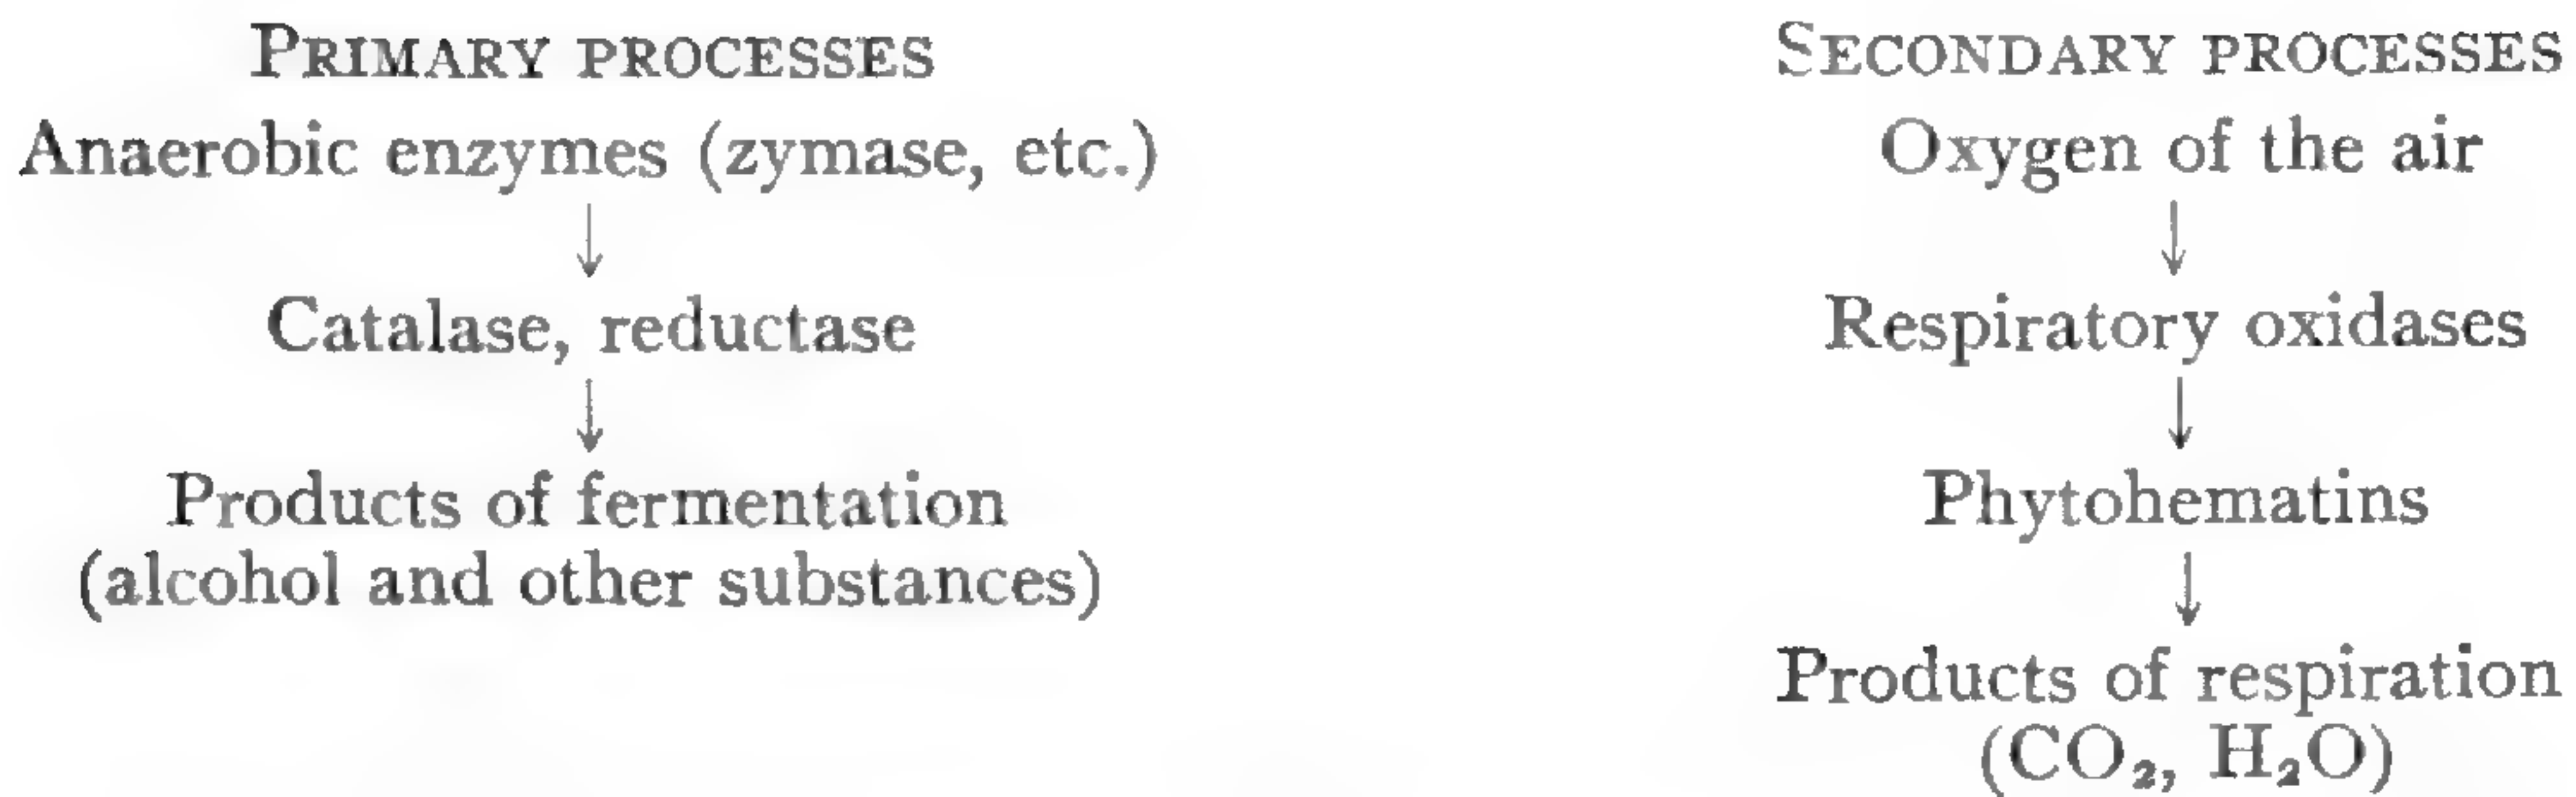 PRIMARY PROCESSES
Anaerobic enzymes (zymase, etc.)
↓
Catalase, reductase
↓
Products of fermentation
(alcohol and other substances)
SECONDARY PROCESSES
Oxygen of the air
↓
Respiratory oxidases
↓
Phytohematins
↓
Products of respiration
(CO₂, H₂O)